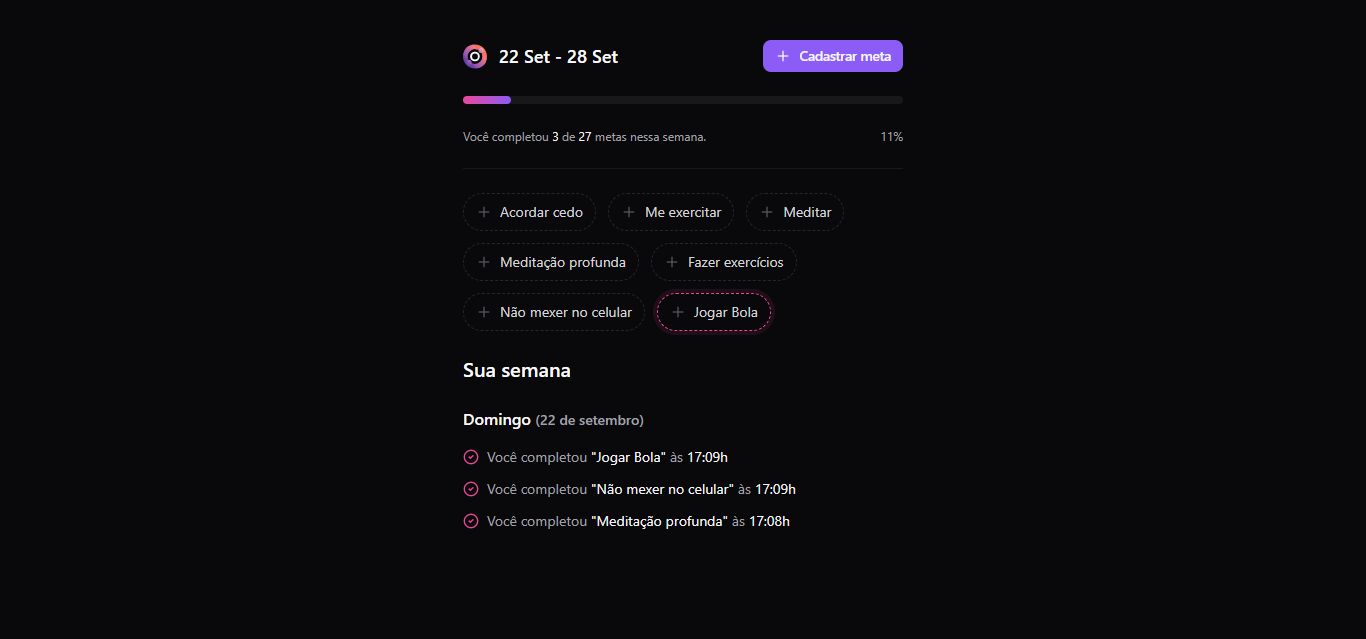 22 Set - 28 Set
Cadastrar meta
Você completou 3 de 27 metas nessa semana.
11%
Acordar cedo
Me exercitar
Meditar
Meditação profunda
Fazer exercícios
Não mexer no celular
Jogar Bola
Sua semana
Domingo (22 de setembro)
Você completou "Jogar Bola" às 17:09h
Você completou "Não mexer no celular" às 17:09h
Você completou "Meditação profunda" às 17:08h